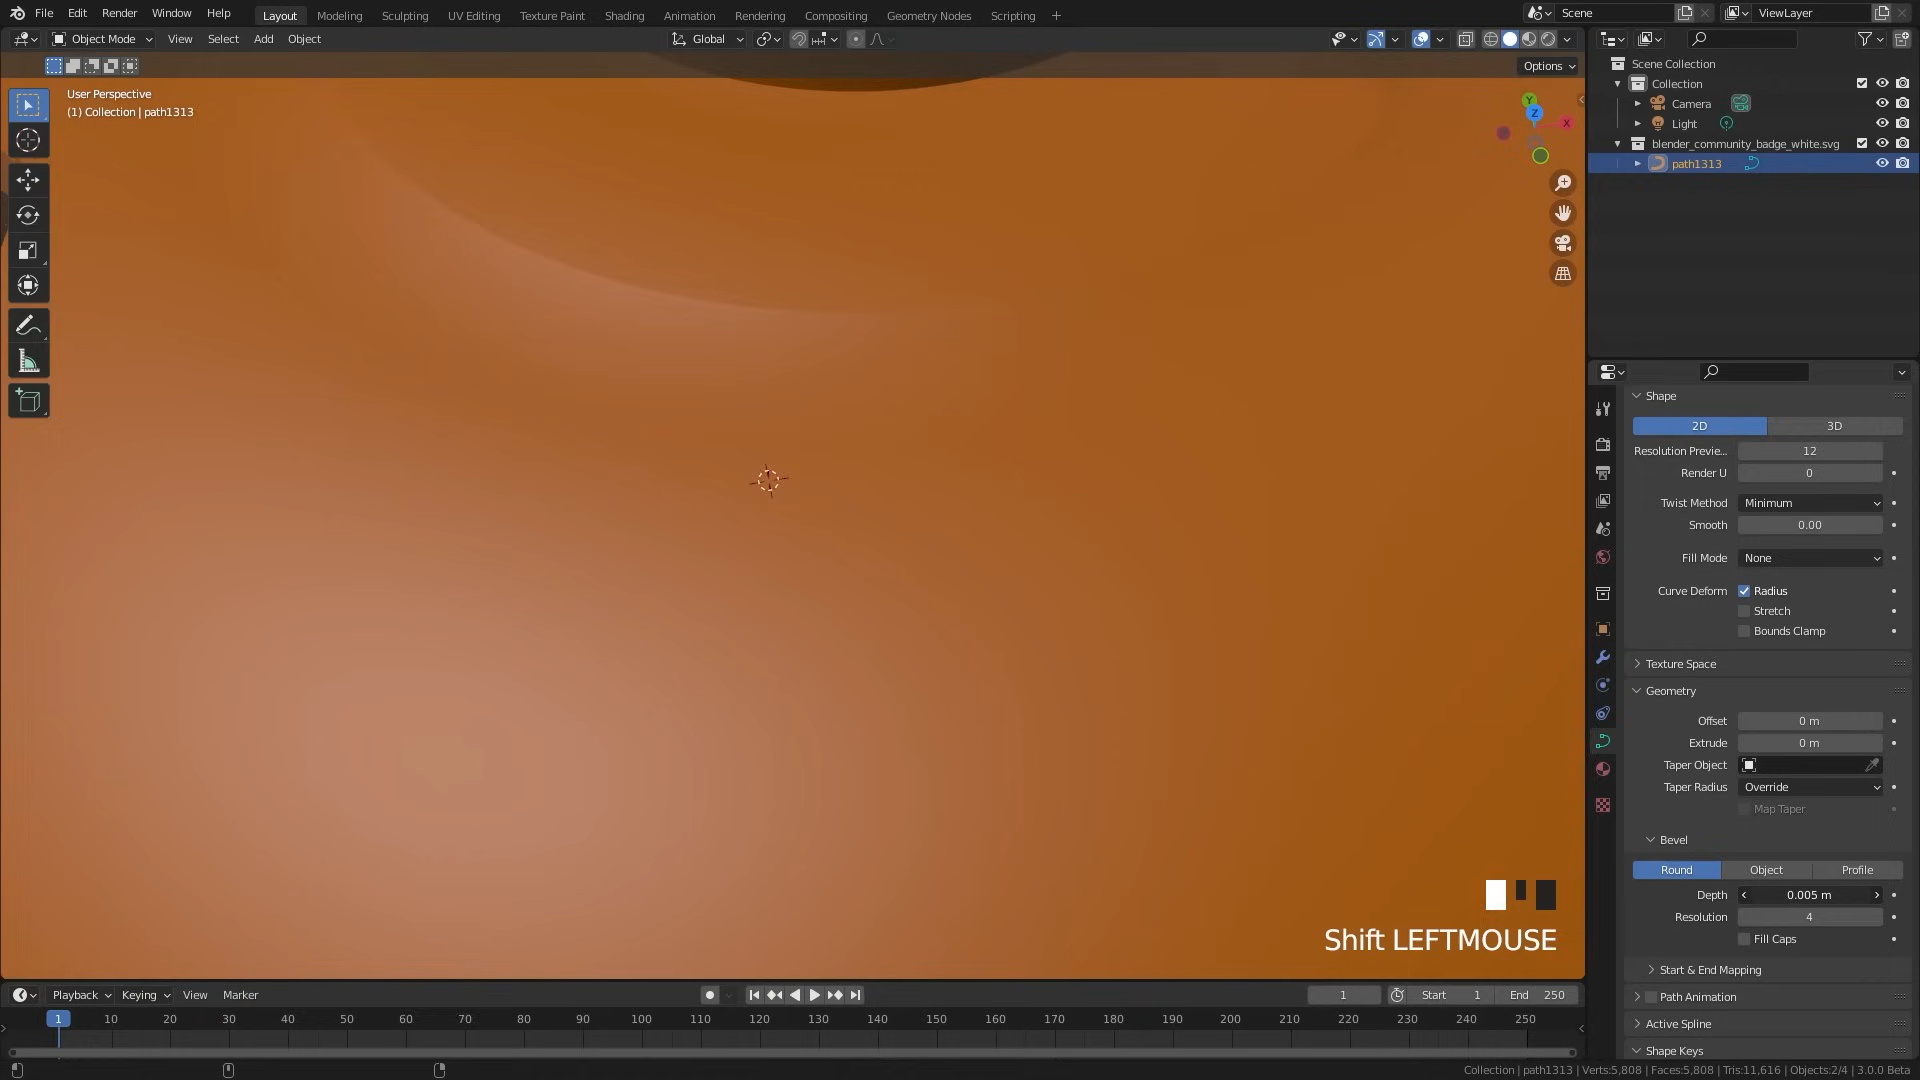 File Edit Render Window Help Layout Modeling Sculpting UV Editing Texture Paint Shading Animation Rendering Compositing Geometry Nodes Scripting + Scene ViewLayer
Object Mode View Select Add Object Global
Options
User Perspective
(1) Collection | path1313
Y
Z
X
Scene Collection
Collection
Camera
Light
blender_community_badge_white.svg
path1313
Shape
2D 3D
Resolution Previe... 12
Render U 0
Twist Method Minimum
Smooth 0.00
Fill Mode None
Curve Deform Radius
Stretch
Bounds Clamp
Texture Space
Geometry
Offset 0 m
Extrude 0 m
Taper Object
Taper Radius Override
Map Taper
Bevel
Round Object Profile
Depth 0.005 m
Resolution 4
Fill Caps
Start & End Mapping
Path Animation
Active Spline
Shape Keys
Shift LEFTMOUSE
Playback Keying View Marker 1 Start 1 End 250
1 10 20 30 40 50 60 70 80 90 100 110 120 130 140 150 160 170 180 190 200 210 220 230 240 250
Collection | path1313 | Verts:5,808 | Faces:5,808 | Tris:11,616 | Objects:2/4 | 3.0.0 Beta